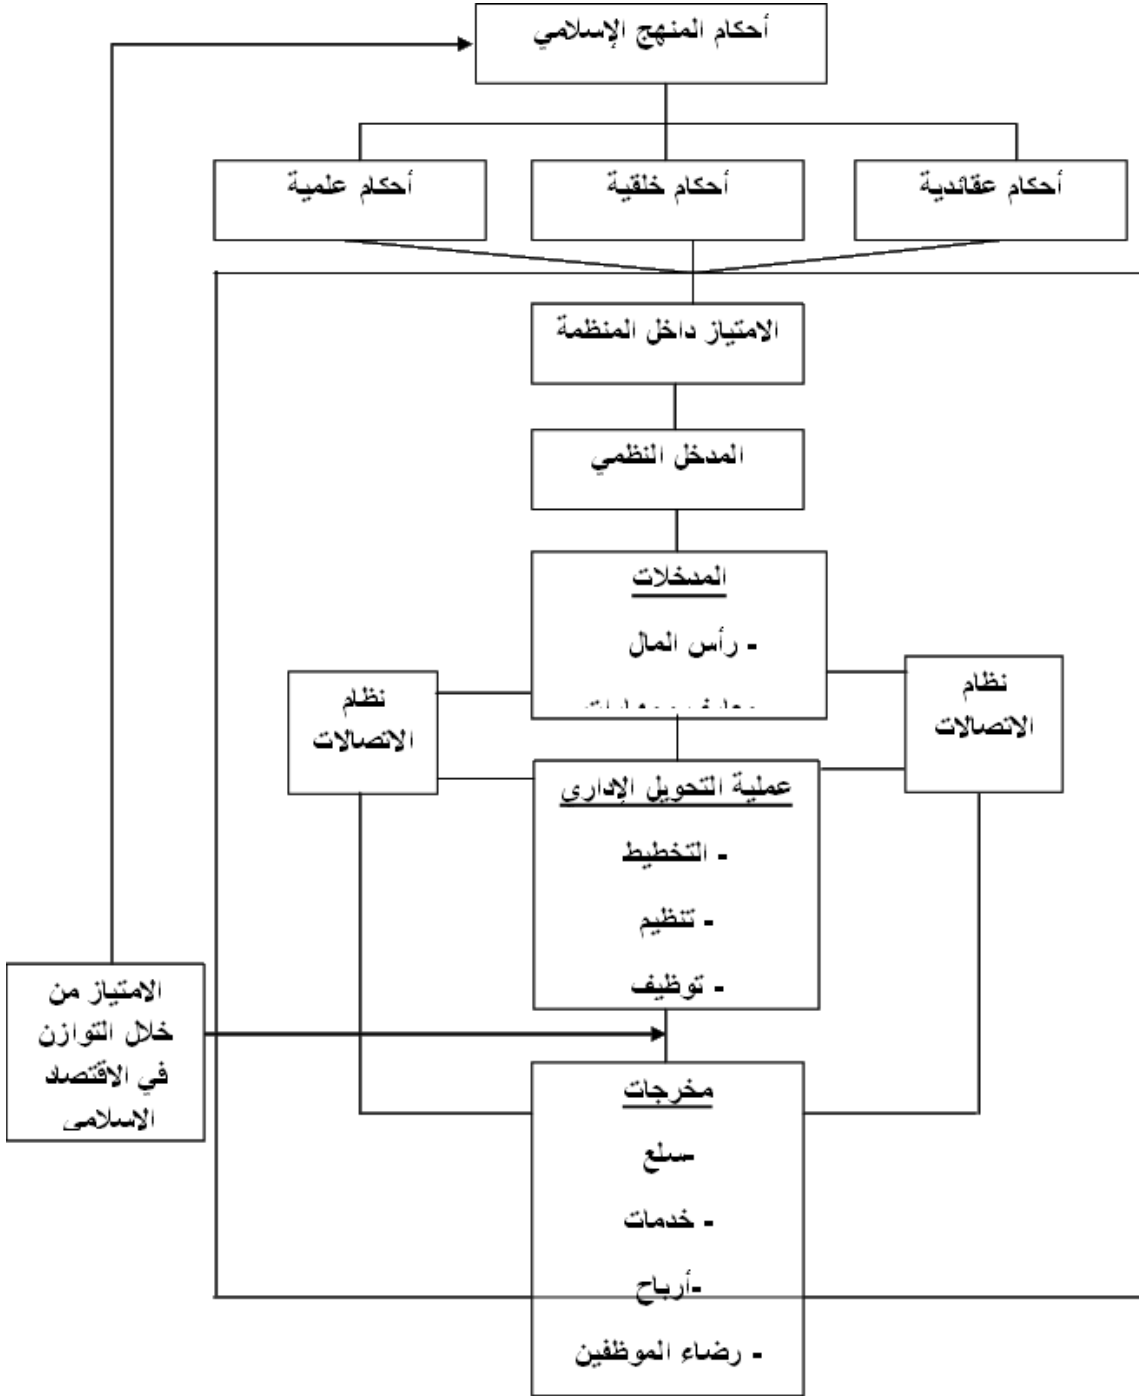 أحكام المنهج الإسلامي
أحكام عقائدية
أحكام خلقية
أحكام علمية
الامتياز داخل المنظمة
المدخل النظمي
المدخلات
- رأس المال
نظام
الاتصالات
نظام
الاتصالات
عملية التحويل الإدارى
- التخطيط
- تنظيم
- توظيف
الامتياز من
خلال التوازن
في الاقتصاد
الاسلامى
مخرجات
-سلع
- خدمات
-أرباح
- رضاء الموظفين